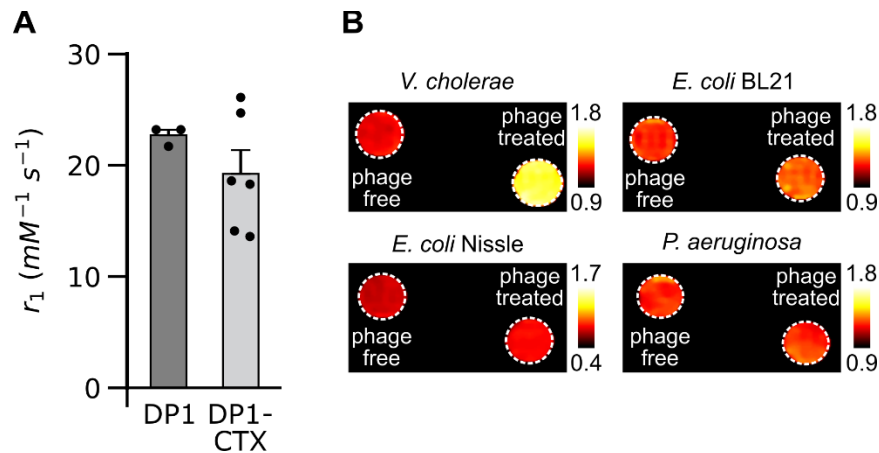 A
30
20
10
0
r₁ (mM⁻¹ s⁻¹)
DP1
DP1-
CTX
B
V. cholerae
phage
free
phage
treated
1.8
0.9
E. coli BL21
phage
free
phage
treated
1.8
0.9
E. coli Nissle
phage
free
phage
treated
1.7
0.4
P. aeruginosa
phage
free
phage
treated
1.8
0.9